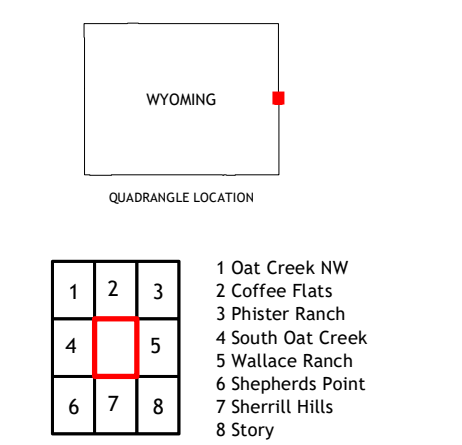 WYOMING
QUADRANGLE LOCATION
1 2 3
4 5
6 7 8
1 Oat Creek NW
2 Coffee Flats
3 Phister Ranch
4 South Oat Creek
5 Wallace Ranch
6 Shepherds Point
7 Sherrill Hills
8 Story